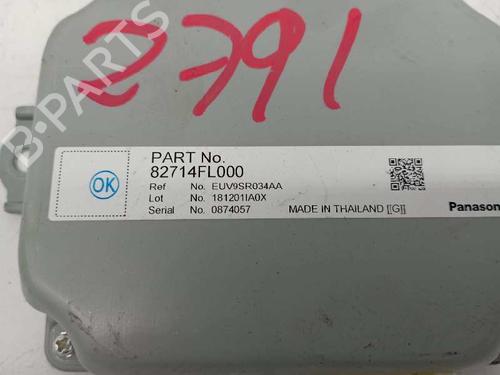 2791
B-PARTS
OK
PART No.
82714FL000
Ref No. EUV9SR034AA
Lot No. 181201IA0X
Serial No. 0874057 MADE IN THAILAND [[G]]
Panason